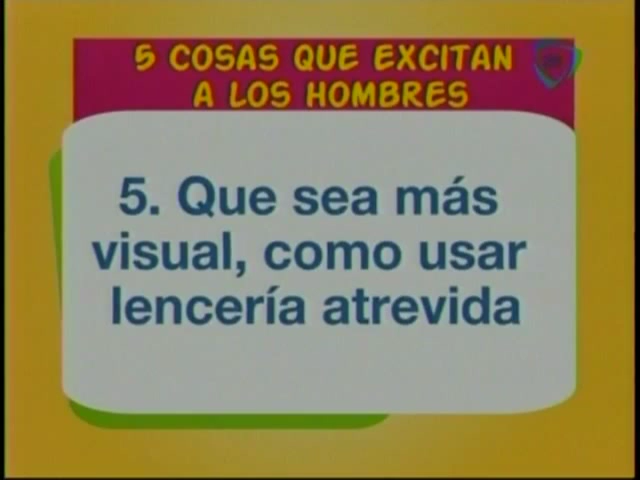 5 COSAS QUE EXCITAN
A LOS HOMBRES
5. Que sea más
visual, como usar
lencería atrevida